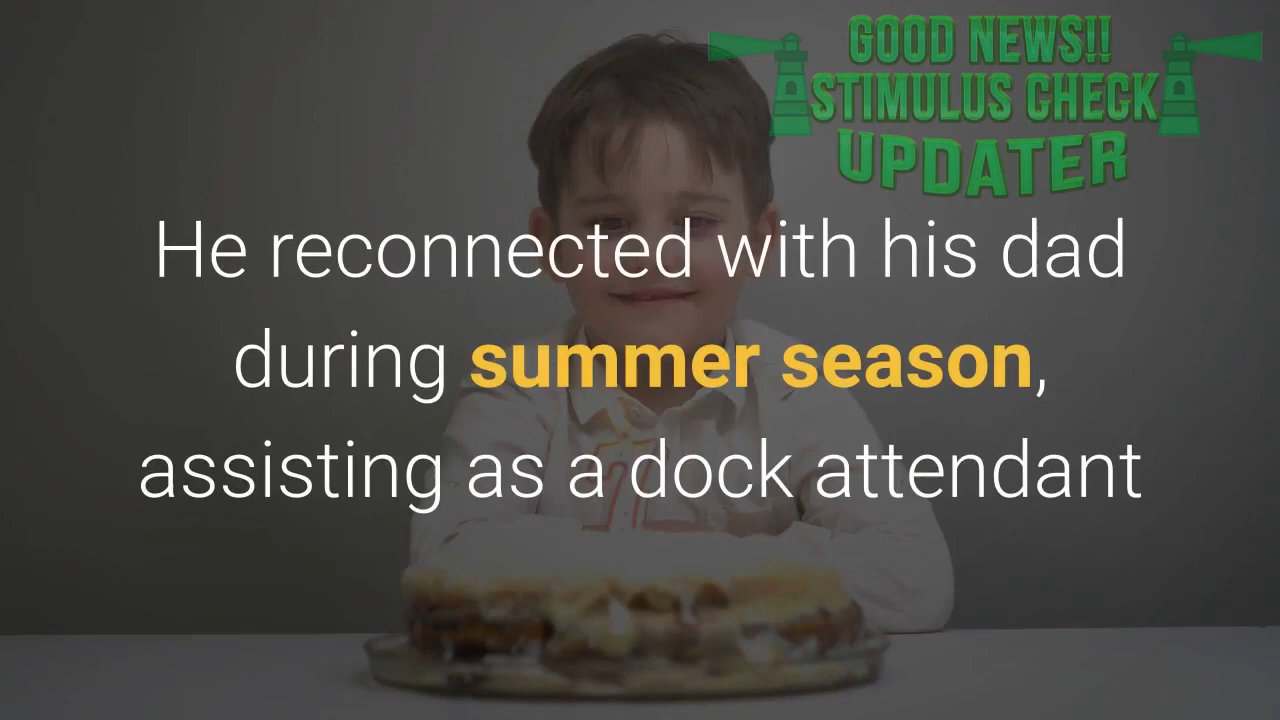 GOOD NEWS!!
STIMULUS CHECK
UPDATER
He reconnected with his dad
during summer season,
assisting as a dock attendant